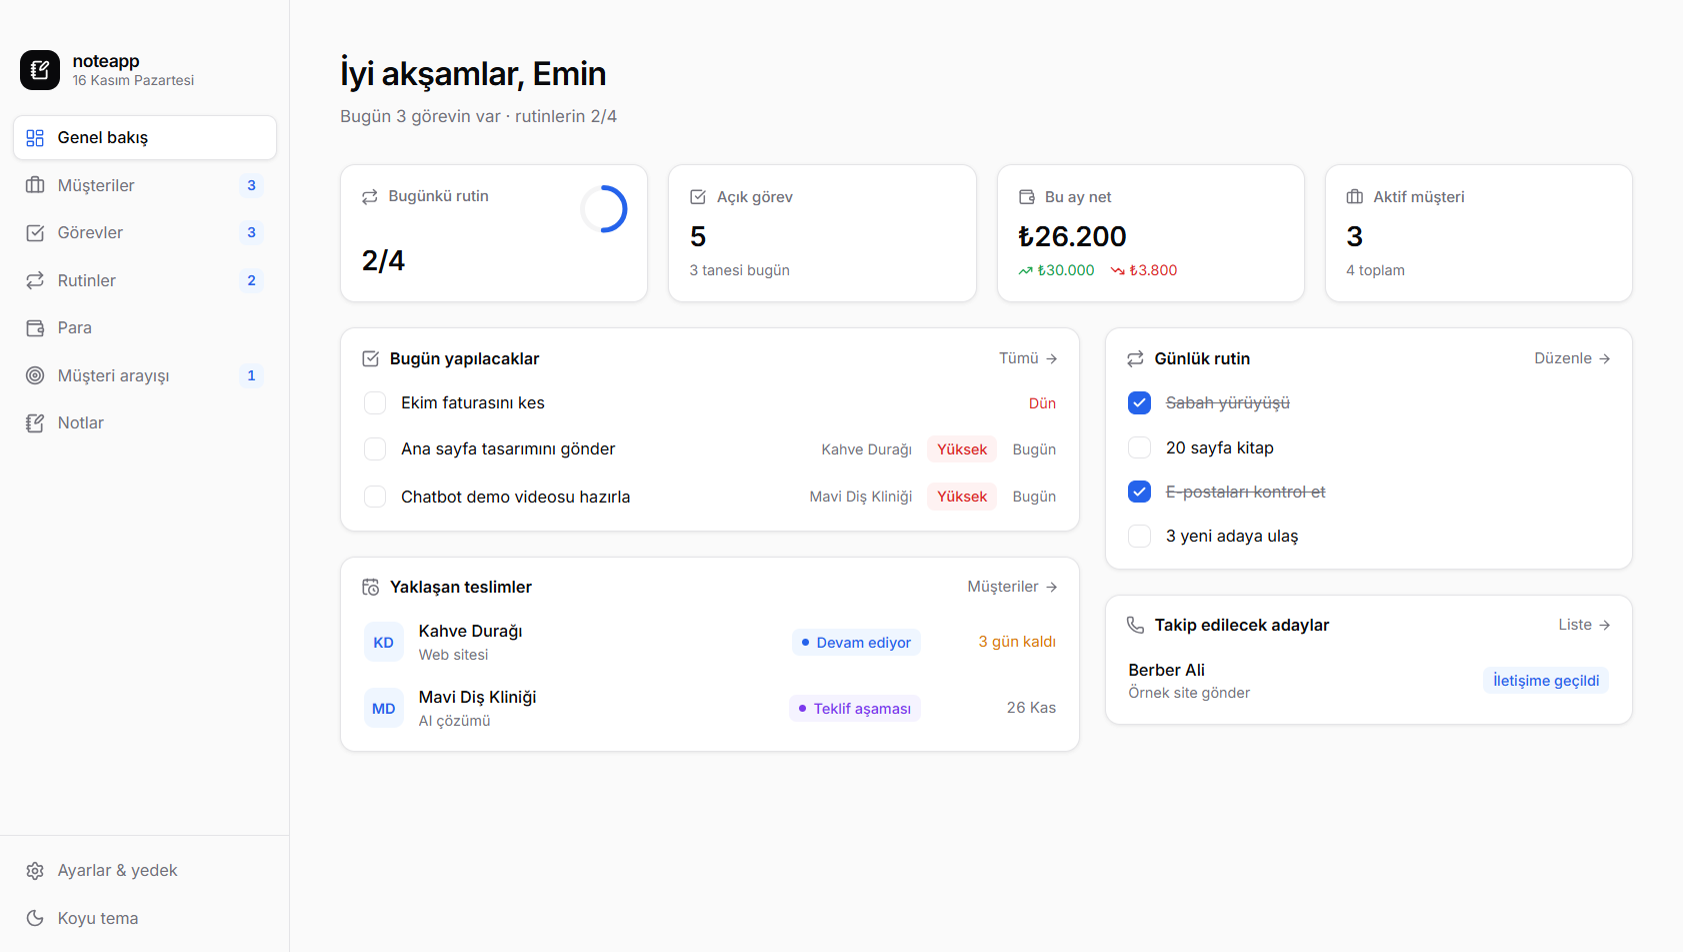 noteapp
16 Kasım Pazartesi
Genel bakış
Müşteriler 3
Görevler 3
Rutinler 2
Para
Müşteri arayışı 1
Notlar
Ayarlar & yedek
Koyu tema
İyi akşamlar, Emin
Bugün 3 görevin var · rutinlerin 2/4
Bugünkü rutin
2/4
Açık görev
5
3 tanesi bugün
Bu ay net
₺26.200
₺30.000 ₺3.800
Aktif müşteri
3
4 toplam
Bugün yapılacaklar Tümü →
Ekim faturasını kes Dün
Ana sayfa tasarımını gönder Kahve Durağı Yüksek Bugün
Chatbot demo videosu hazırla Mavi Diş Kliniği Yüksek Bugün
Yaklaşan teslimler Müşteriler →
KD Kahve Durağı Devam ediyor 3 gün kaldı
Web sitesi
MD Mavi Diş Kliniği Teklif aşaması 26 Kas
AI çözümü
Günlük rutin Düzenle →
Sabah yürüyüşü
20 sayfa kitap
E-postaları kontrol et
3 yeni adaya ulaş
Takip edilecek adaylar Liste →
Berber Ali İletişime geçildi
Örnek site gönder